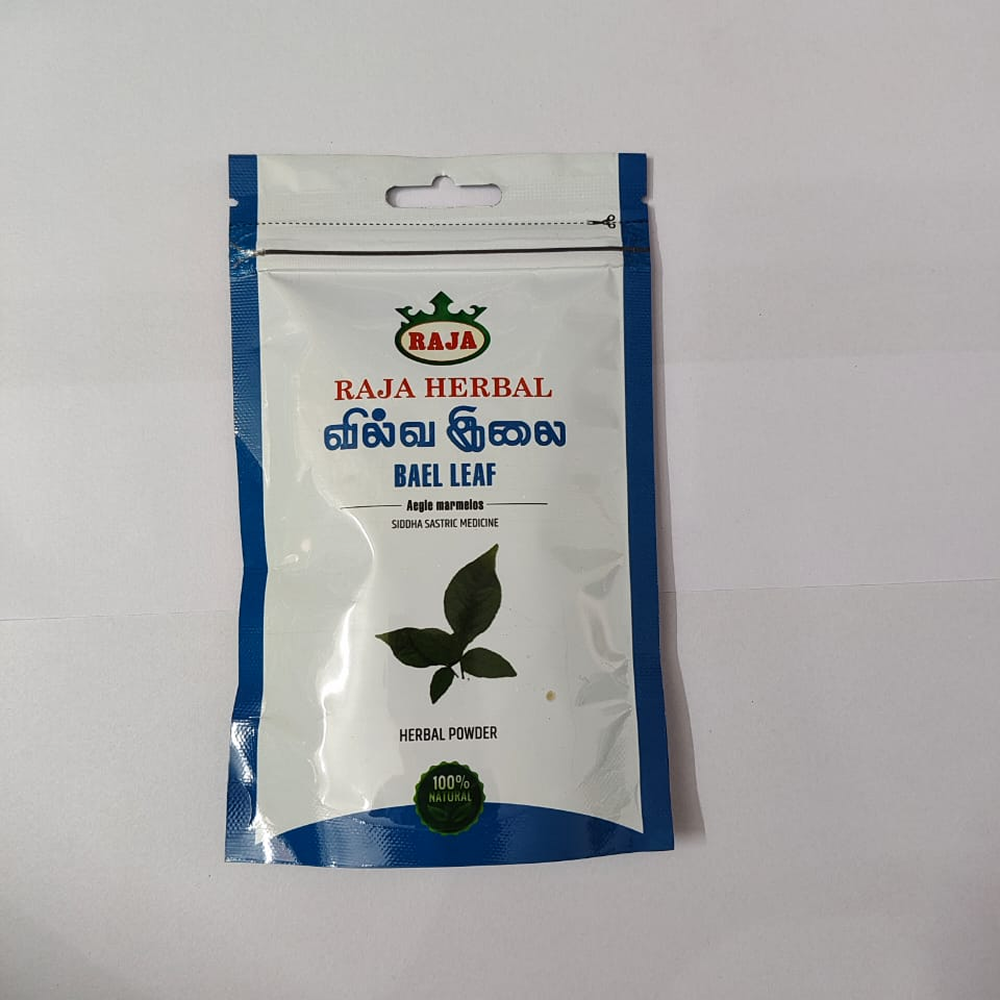 RAJA
RAJA HERBAL
வில்வ இலை
BAEL LEAF
Aegle marmelos
SIDDHA SASTRIC MEDICINE
HERBAL POWDER
100%
NATURAL